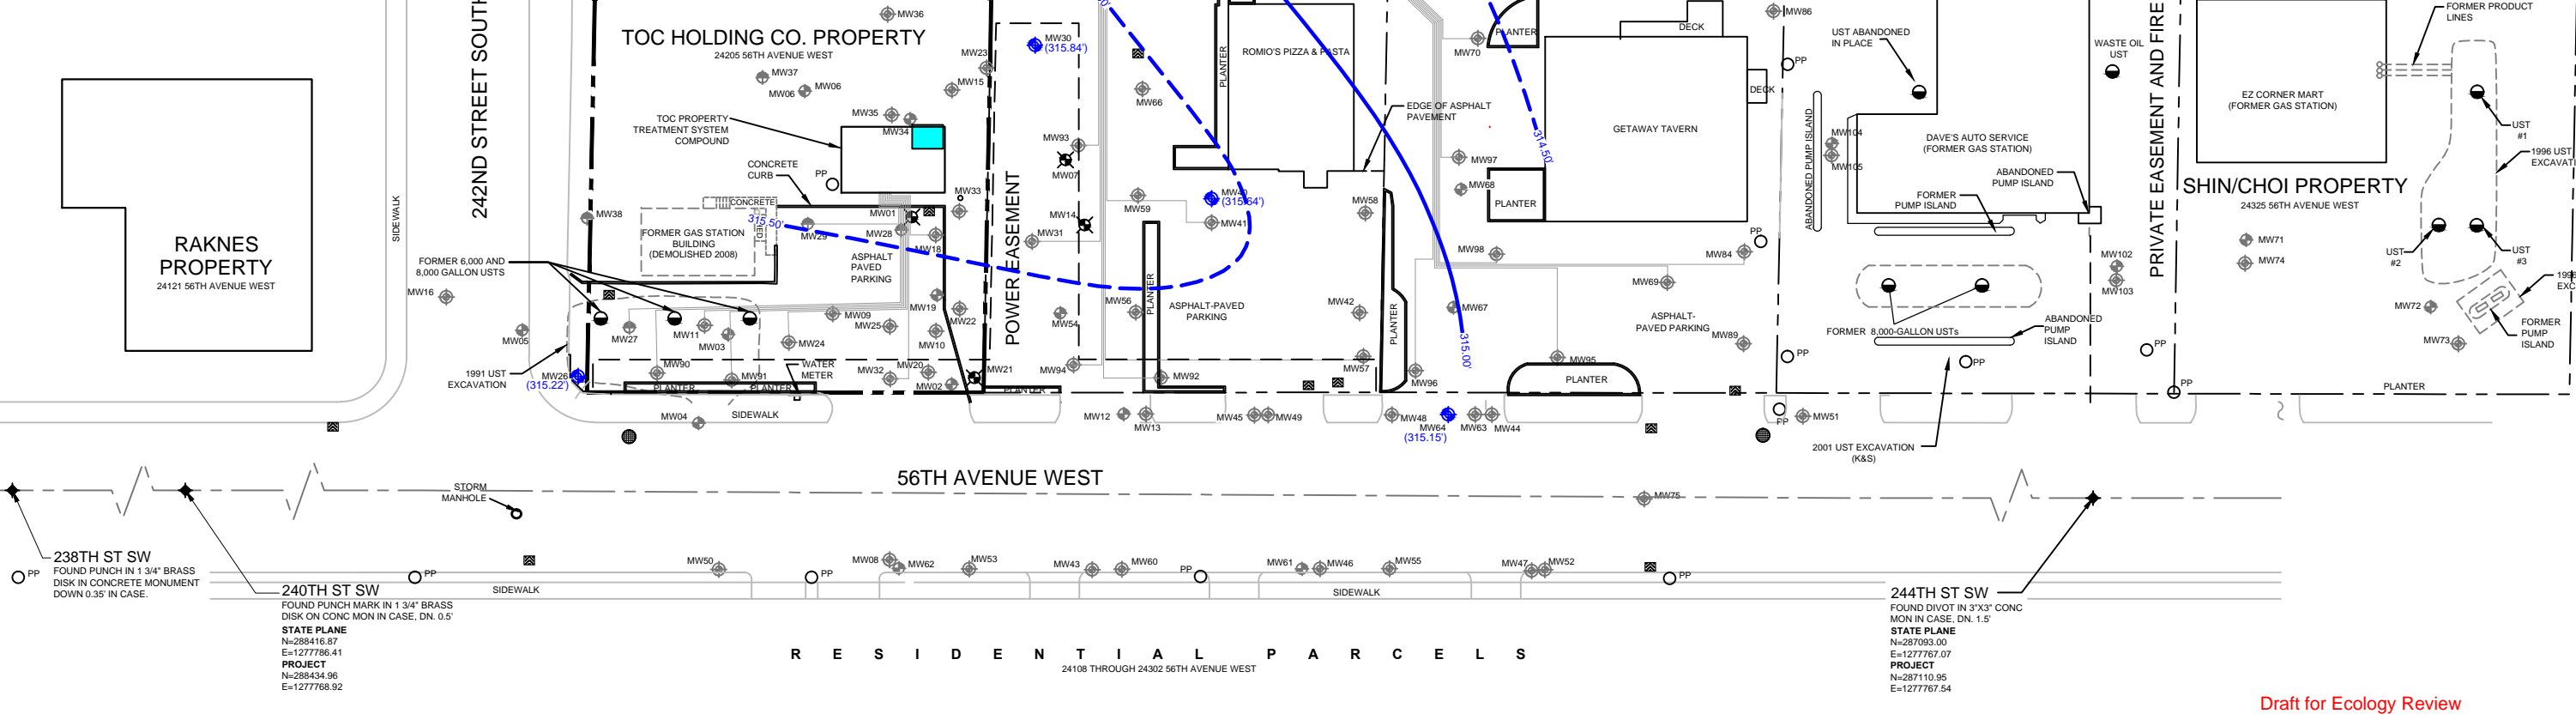 MW36
TOC HOLDING CO. PROPERTY
24205 56TH AVENUE WEST
MW23
MW37
MW06
MW06
MW15
MW35
MW34
TOC PROPERTY
TREATMENT SYSTEM
COMPOUND
CONCRETE
CURB
PP
MW33
242ND STREET SOUTH
SIDEWALK
RAKNES
PROPERTY
24121 56TH AVENUE WEST
MW38
CONCRETE
315.50'
FORMER GAS STATION
BUILDING
(DEMOLISHED 2008)
MW29
MW01
MW28
MW18
ASPHALT
PAVED
PARKING
FORMER 6,000 AND
8,000 GALLON USTS
MW16
MW05
MW27
MW11
MW03
MW24
MW09
MW25
MW19
MW22
MW10
1991 UST
EXCAVATION
MW26
(315.22')
MW90
MW91
PLANTER
PLANTER
WATER
METER
MW32
MW20
MW02
MW21
MW04
SIDEWALK
POWER EASEMENT
MW30
(315.84')
MW66
MW93
MW07
MW14
MW31
MW59
MW40
(315.64')
MW41
MW54
MW56
PLANTER
ASPHALT-PAVED
PARKING
MW94
MW92
PLANTER
MW12
MW13
MW45
MW49
PLANTER
ROMIO'S PIZZA & PASTA
EDGE OF ASPHALT
PAVEMENT
MW58
MW42
MW57
PLANTER
MW96
MW48
MW64
(315.15')
MW63
MW44
MW67
315.00'
MW70
PLANTER
DECK
DECK
314.50'
GETAWAY TAVERN
MW97
MW68
PLANTER
MW98
MW69
MW84
PP
ASPHALT-
PAVED PARKING
MW89
MW95
PLANTER
MW86
PP
UST ABANDONED
IN PLACE
ABANDONED PUMP ISLAND
MW104
MW105
DAVE'S AUTO SERVICE
(FORMER GAS STATION)
ABANDONED
PUMP ISLAND
FORMER
PUMP ISLAND
FORMER 8,000-GALLON USTs
ABANDONED
PUMP
ISLAND
PP
PP
PP
MW51
2001 UST EXCAVATION
(K&S)
WASTE OIL
UST
PRIVATE EASEMENT AND FIRE
MW102
MW103
PP
PP
FORMER PRODUCT
LINES
EZ CORNER MART
(FORMER GAS STATION)
UST
#1
1996 UST
SHIN/CHOI PROPERTY
24325 56TH AVENUE WEST
MW71
MW74
UST
#2
UST
#3
MW72
MW73
FORMER
PUMP
ISLAND
PLANTER
56TH AVENUE WEST
STORM
MANHOLE
MW75
238TH ST SW
FOUND PUNCH IN 1 3/4" BRASS
DISK IN CONCRETE MONUMENT
DOWN 0.35' IN CASE.
PP
PP
240TH ST SW
FOUND PUNCH MARK IN 1 3/4" BRASS
DISK ON CONC MON IN CASE, DN. 0.5'
STATE PLANE
N=288416.87
E=1277786.41
PROJECT
N=288434.96
E=1277768.92
SIDEWALK
MW50
PP
MW08
MW62
MW53
MW43
MW60
PP
MW61
MW46
MW55
MW47
MW52
PP
SIDEWALK
244TH ST SW
FOUND DIVOT IN 3"X3" CONC
MON IN CASE, DN. 1.5'
STATE PLANE
N=287093.00
E=1277767.07
PROJECT
N=287110.95
E=1277767.54
RESIDENTIAL PARCELS
24108 THROUGH 24302 56TH AVENUE WEST
Draft for Ecology Review